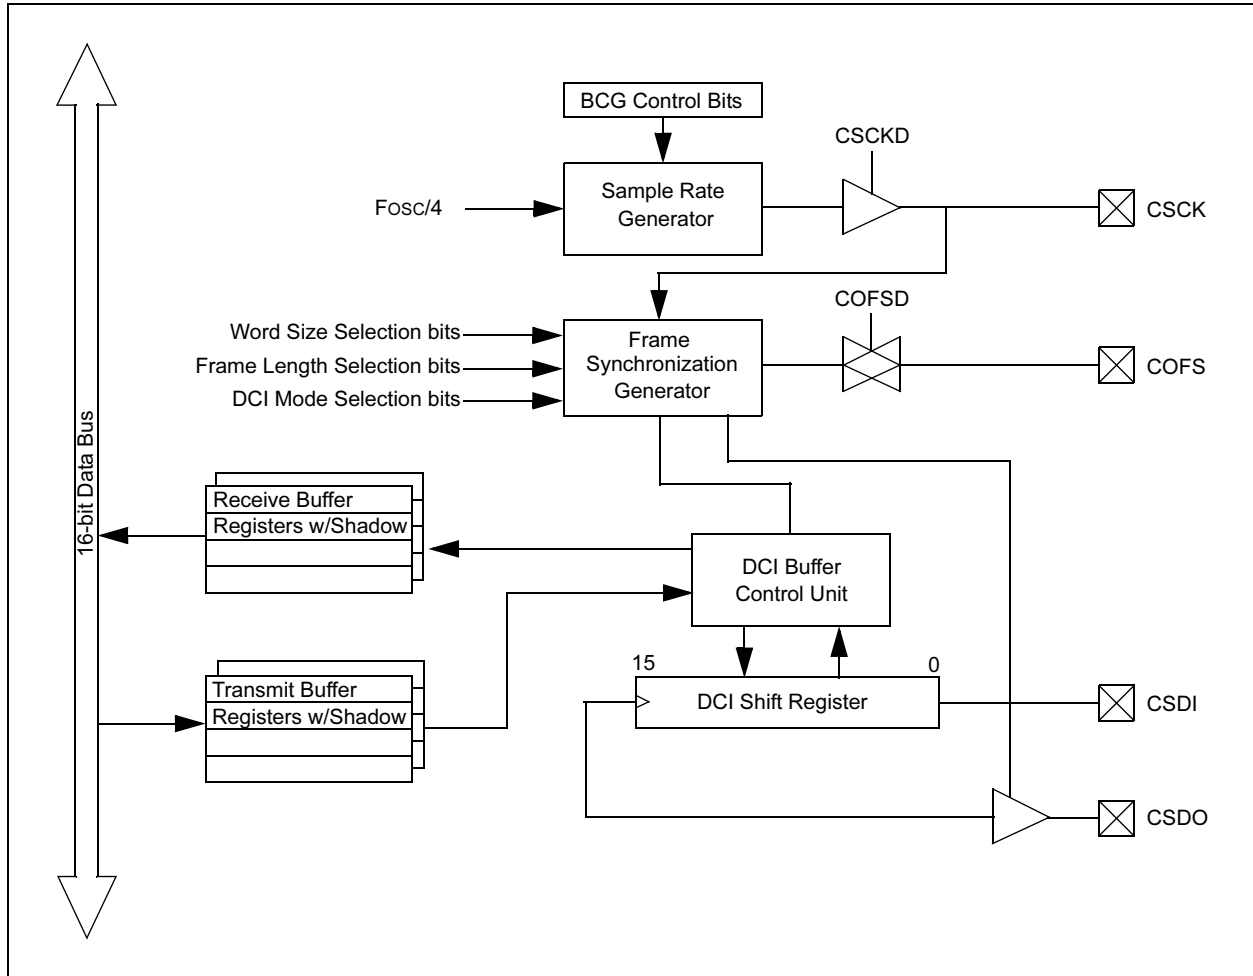 BCG Control Bits
CSCKD
Sample Rate
Generator
FOSC/4
CSCK
COFSD
Word Size Selection bits
Frame Length Selection bits
DCI Mode Selection bits
Frame
Synchronization
Generator
COFS
16-bit Data Bus
Receive Buffer
Registers w/Shadow
DCI Buffer
Control Unit
15
0
Transmit Buffer
Registers w/Shadow
DCI Shift Register
CSDI
CSDO